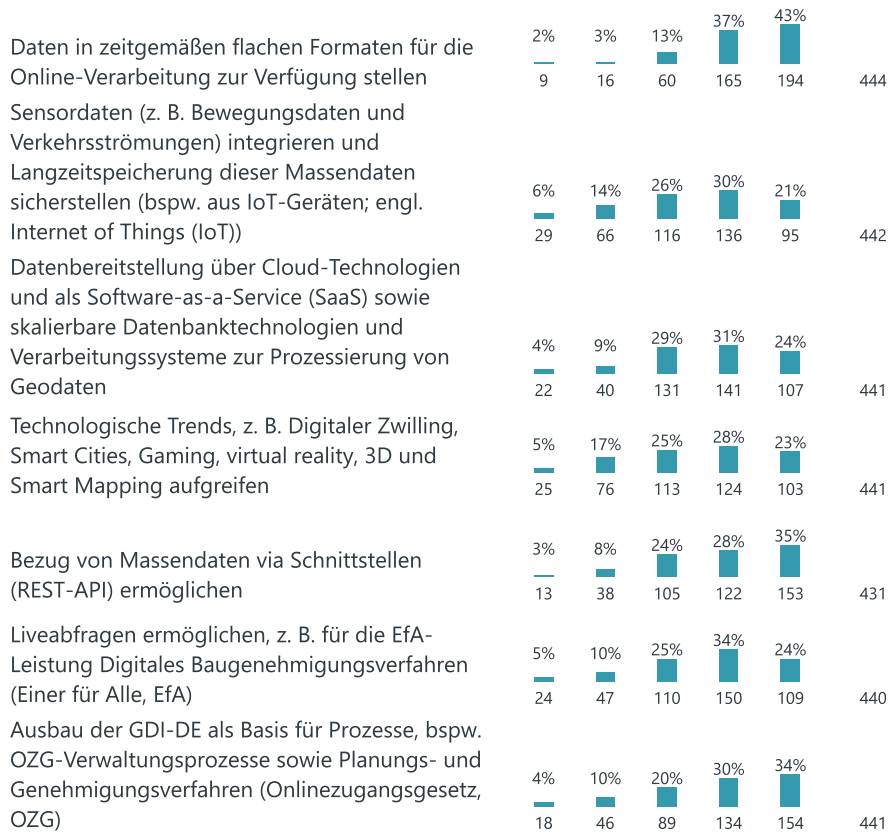 2% 3% 13% 37% 43%
Daten in zeitgemäßen flachen Formaten für die
Online-Verarbeitung zur Verfügung stellen
9 16 60 165 194 444
Sensordaten (z. B. Bewegungsdaten und
Verkehrsströmungen) integrieren und
Langzeitspeicherung dieser Massendaten
sicherstellen (bspw. aus IoT-Geräten; engl.
Internet of Things (IoT))
6% 14% 26% 30% 21%
29 66 116 136 95 442
Datenbereitstellung über Cloud-Technologien
und als Software-as-a-Service (SaaS) sowie
skalierbare Datenbanktechnologien und
Verarbeitungssysteme zur Prozessierung von
Geodaten
4% 9% 29% 31% 24%
22 40 131 141 107 441
Technologische Trends, z. B. Digitaler Zwilling,
Smart Cities, Gaming, virtual reality, 3D und
Smart Mapping aufgreifen
5% 17% 25% 28% 23%
25 76 113 124 103 441
Bezug von Massendaten via Schnittstellen
(REST-API) ermöglichen
3% 8% 24% 28% 35%
13 38 105 122 153 431
Liveabfragen ermöglichen, z. B. für die EfA-
Leistung Digitales Baugenehmigungsverfahren
(Einer für Alle, EfA)
5% 10% 25% 34% 24%
24 47 110 150 109 440
Ausbau der GDI-DE als Basis für Prozesse, bspw.
OZG-Verwaltungsprozesse sowie Planungs- und
Genehmigungsverfahren (Onlinezugangsgesetz,
OZG)
4% 10% 20% 30% 34%
18 46 89 134 154 441